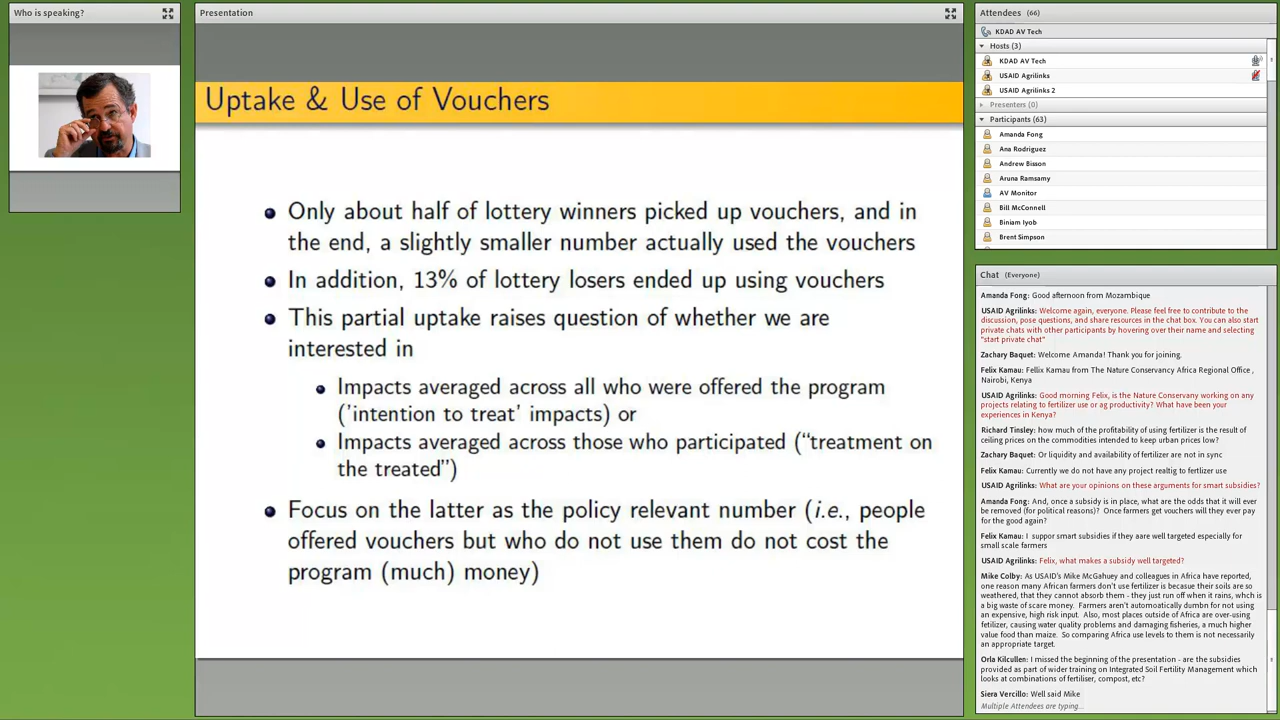 Who is speaking?
Presentation
Uptake & Use of Vouchers
Only about half of lottery winners picked up vouchers, and in
the end, a slightly smaller number actually used the vouchers
In addition, 13% of lottery losers ended up using vouchers
This partial uptake raises question of whether we are
interested in
Impacts averaged across all who were offered the program
('intention to treat' impacts) or
Impacts averaged across those who participated ("treatment on
the treated")
Focus on the latter as the policy relevant number (i.e., people
offered vouchers but who do not use them do not cost the
program (much) money)
Attendees (66)
KDAD AV Tech
Hosts (3)
KDAD AV Tech
USAID Agrilinks
USAID Agrilinks 2
Presenters (0)
Participants (63)
Amanda Fong
Ana Rodriguez
Andrew Bisson
Aruna Ramsamy
AV Monitor
Bill McConnell
Biniam Iyob
Brent Simpson
Chat (Everyone)
Amanda Fong: Good afternoon from Mozambique
USAID Agrilinks: Welcome again, everyone. Please feel free to contribute to the
discussion, pose questions, and share resources in the chat box. You can also start
private chats with other participants by hovering over their name and selecting
"start private chat"
Zachary Baquet: Welcome Amanda! Thank you for joining.
Felix Kamau: Fellix Kamau from The Nature Conservancy Africa Regional Office ,
Nairobi, Kenya
USAID Agrilinks: Good morning Felix, is the Nature Conservany working on any
projects relating to fertilizer use or ag productivity? What have been your
experiences in Kenya?
Richard Tinsley: how much of the profitability of using fertilizer is the result of
ceiling prices on the commodities intended to keep urban prices low?
Zachary Baquet: Or liquidity and availability of fertilizer are not in sync
Felix Kamau: Currently we do not have any project realtig to fertlizer use
USAID Agrilinks: What are your opinions on these arguments for smart subsidies?
Amanda Fong: And, once a subsidy is in place, what are the odds that it will ever
be removed (for political reasons)? Once farmers get vouchers will they ever pay
for the good again?
Felix Kamau: I suppor smart subsidies if they aare well targeted especially for
small scale farmers
USAID Agrilinks: Felix, what makes a subsidy well targeted?
Mike Colby: As USAID's Mike McGahuey and colleagues in Africa have reported,
one reason many African farmers don't use fertilizer is becasue their soils are so
weathered, that they cannot absorb them - they just run off when it rains, whch is
a big waste of scare money. Farmers aren't automoatically dumbn for not using
an expensive, high risk input. Also, most places outside of Africa are over-using
fetilizer, causing water quality problems and damaging fisheries, a much higher
value food than maize. So comparing Africa use levels to them is not necessarily
an appropriate target.
Orla Kilcullen: I missed the beginning of the presentation - are the subsidies
provided as part of wider training on Integrated Soil Fertility Management which
looks at combinations of fertiliser, compost, etc?
Siera Vercillo: Well said Mike
Multiple Attendees are typing...